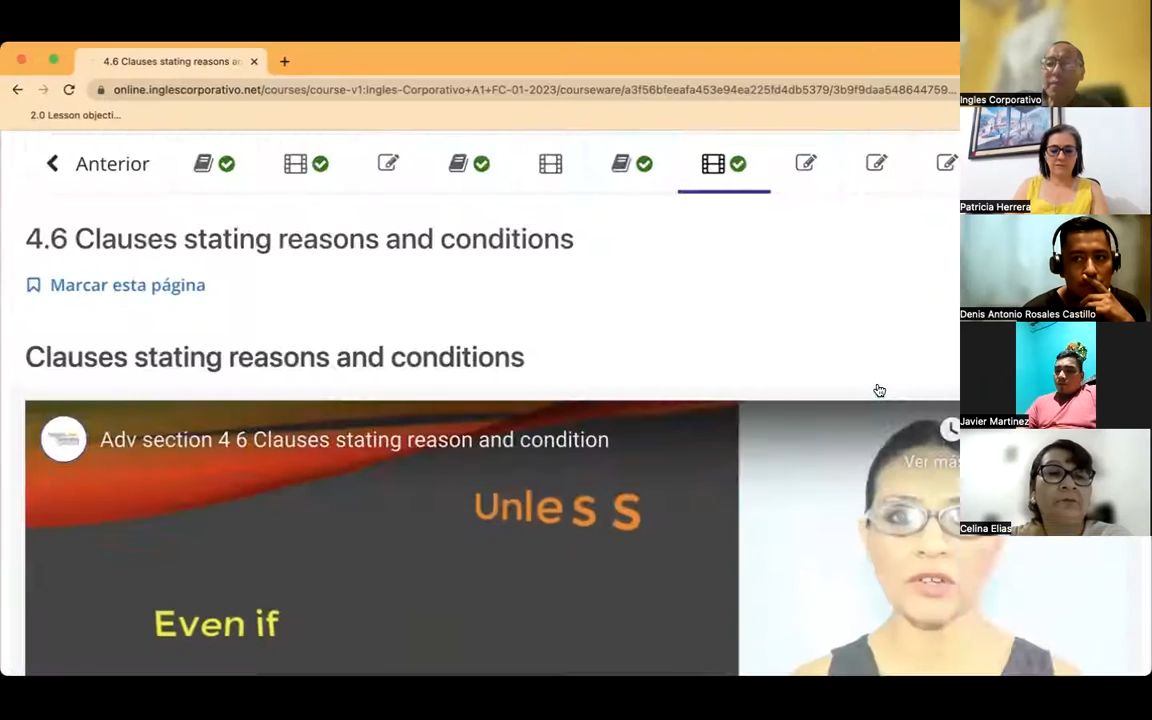 4.6 Clauses stating reasons a
online.inglescorporativo.net/courses/course-v1:Ingles-Corporativo+A1+FC-01-2023/courseware/a3f56bfeeafa453e94ea225fd4db5379/3b9f9daa548644759...
2.0 Lesson objecti...
Anterior
4.6 Clauses stating reasons and conditions
Marcar esta página
Clauses stating reasons and conditions
Adv section 4 6 Clauses stating reason and condition
Ver má
Unless
Even if
Ingles Corporativo
Patricia Herrera
Denis Antonio Rosales Castillo
Javier Martinez
Celina Elias